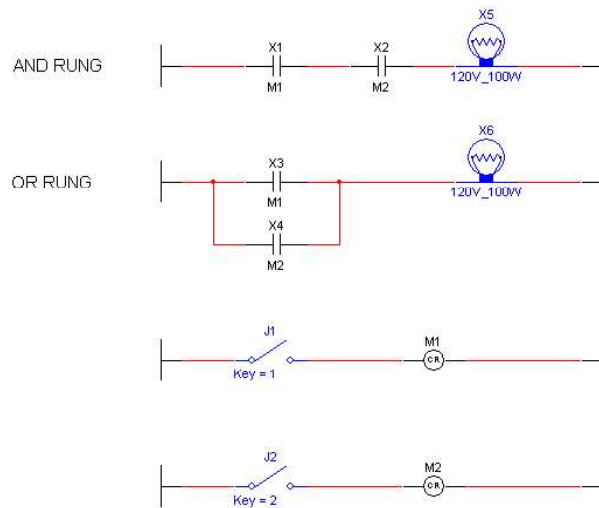 X5
X1 X2
AND RUNG
M1 M2 120V_100W
X6
X3
OR RUNG
M1 120V_100W
X4
M2
J1 M1
CR
Key = 1
J2 M2
CR
Key = 2